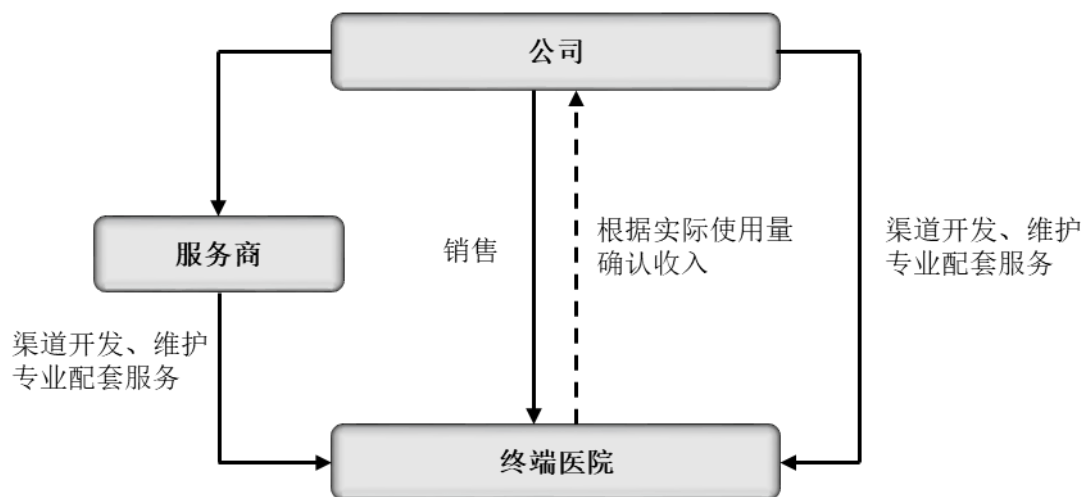 公司
服务商
销售
根据实际使用量
确认收入
渠道开发、维护
专业配套服务
渠道开发、维护
专业配套服务
终端医院